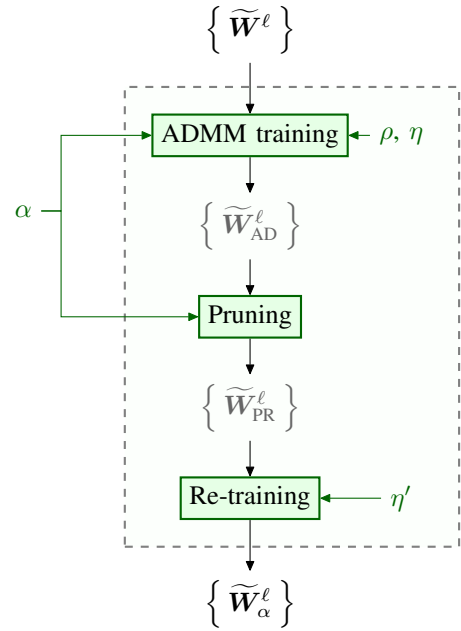 { W̃^ℓ }
ADMM training
ρ, η
α
{ W̃^ℓ_AD }
Pruning
{ W̃^ℓ_PR }
Re-training
η′
{ W̃^ℓ_α }